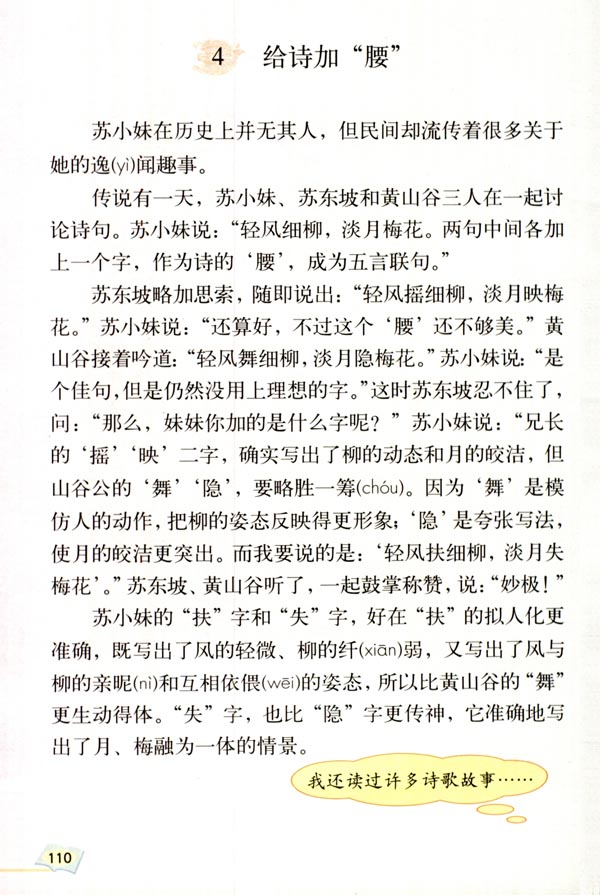 4 给诗加“腰”
苏小妹在历史上并无其人，但民间却流传着很多关于
她的逸(yì)闻趣事。
传说有一天，苏小妹、苏东坡和黄山谷三人在一起讨
论诗句。苏小妹说：“轻风细柳，淡月梅花。两句中间各加
上一个字，作为诗的‘腰’，成为五言联句。”
苏东坡略加思索，随即说出：“轻风摇细柳，淡月映梅
花。”苏小妹说：“还算好，不过这个‘腰’还不够美。”黄
山谷接着吟道：“轻风舞细柳，淡月隐梅花。”苏小妹说：“是
个佳句，但是仍然没用上理想的字。”这时苏东坡忍不住了，
问：“那么，妹妹你加的是什么字呢？”苏小妹说：“兄长
的‘摇’‘映’二字，确实写出了柳的动态和月的皎洁，但
山谷公的‘舞’‘隐’，要略胜一筹(chóu)。因为‘舞’是模
仿人的动作，把柳的姿态反映得更形象；‘隐’是夸张写法，
使月的皎洁更突出。而我要说的是：‘轻风扶细柳，淡月失
梅花’。”苏东坡、黄山谷听了，一起鼓掌称赞，说：“妙极！”
苏小妹的“扶”字和“失”字，好在“扶”的拟人化更
准确，既写出了风的轻微、柳的纤(xiān)弱，又写出了风与
柳的亲昵(nì)和互相依偎(wēi)的姿态，所以比黄山谷的“舞”
更生动得体。“失”字，也比“隐”字更传神，它准确地写
出了月、梅融为一体的情景。
我还读过许多诗歌故事……
110